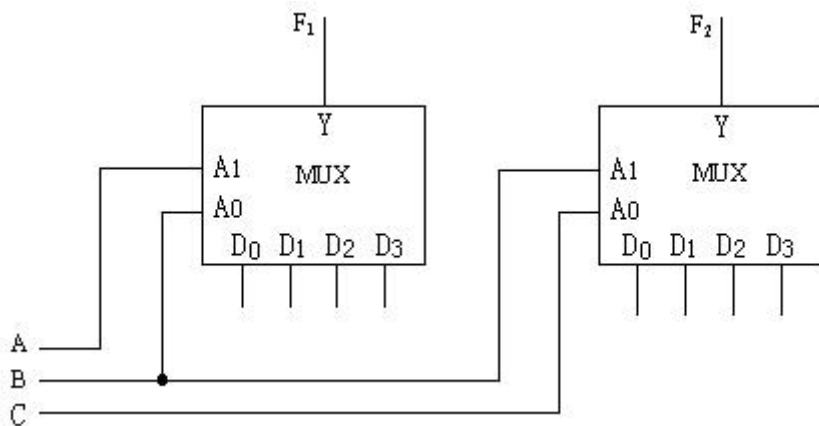 F₁ F₂
Y Y
A1 MUX A1 MUX
A0 A0
D₀ D₁ D₂ D₃ D₀ D₁ D₂ D₃
A
B
C